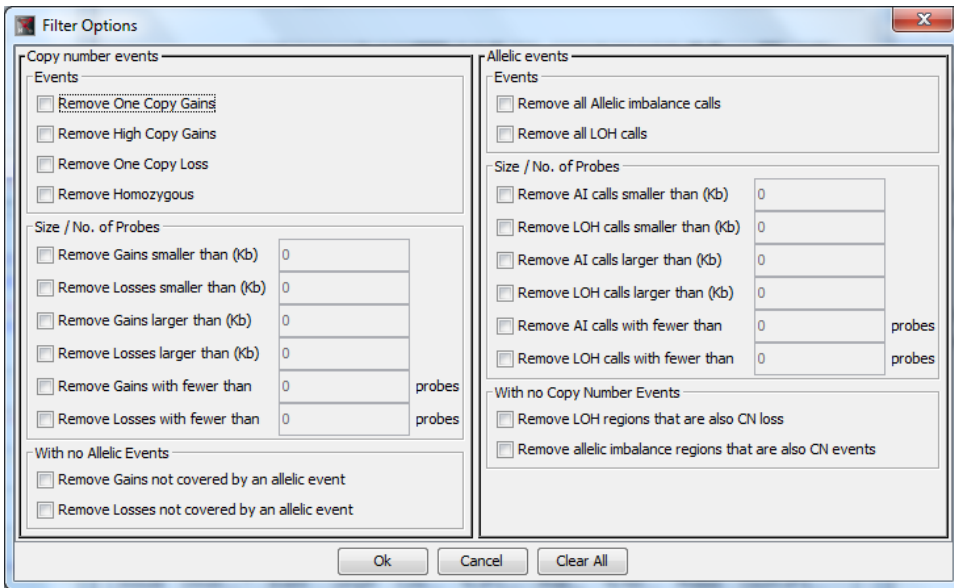 Filter Options
Copy number events
Events
Remove One Copy Gains
Remove High Copy Gains
Remove One Copy Loss
Remove Homozygous
Size / No. of Probes
Remove Gains smaller than (Kb) 0
Remove Losses smaller than (Kb) 0
Remove Gains larger than (Kb) 0
Remove Losses larger than (Kb) 0
Remove Gains with fewer than 0 probes
Remove Losses with fewer than 0 probes
With no Allelic Events
Remove Gains not covered by an allelic event
Remove Losses not covered by an allelic event
Allelic events
Events
Remove all Allelic imbalance calls
Remove all LOH calls
Size / No. of Probes
Remove AI calls smaller than (Kb) 0
Remove LOH calls smaller than (Kb) 0
Remove AI calls larger than (Kb) 0
Remove LOH calls larger than (Kb) 0
Remove AI calls with fewer than 0 probes
Remove LOH calls with fewer than 0 probes
With no Copy Number Events
Remove LOH regions that are also CN loss
Remove allelic imbalance regions that are also CN events
Ok Cancel Clear All